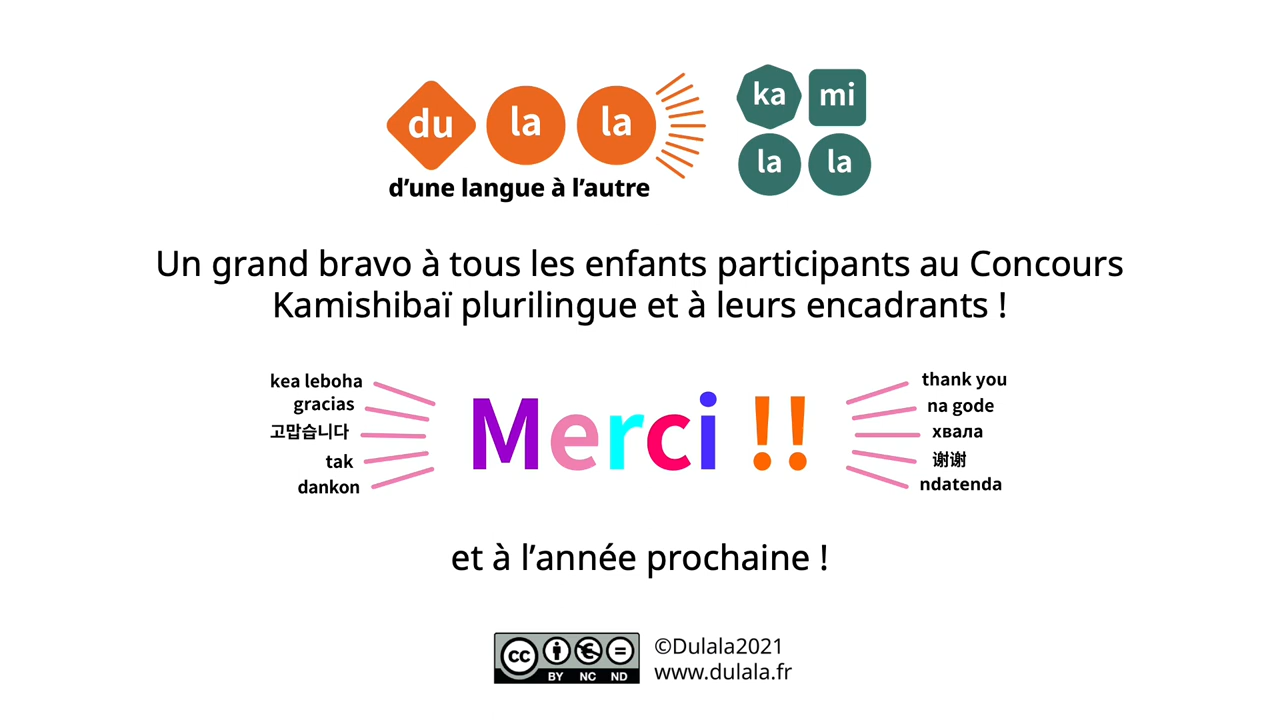 du la la
d’une langue à l’autre
ka mi
la la
Un grand bravo à tous les enfants participants au Concours
Kamishibaï plurilingue et à leurs encadrants !
kea leboha
gracias
고맙습니다
tak
dankon
Merci !!
thank you
na gode
хвала
谢谢
ndatenda
et à l’année prochaine !
cc BY NC ND
©Dulala2021
www.dulala.fr